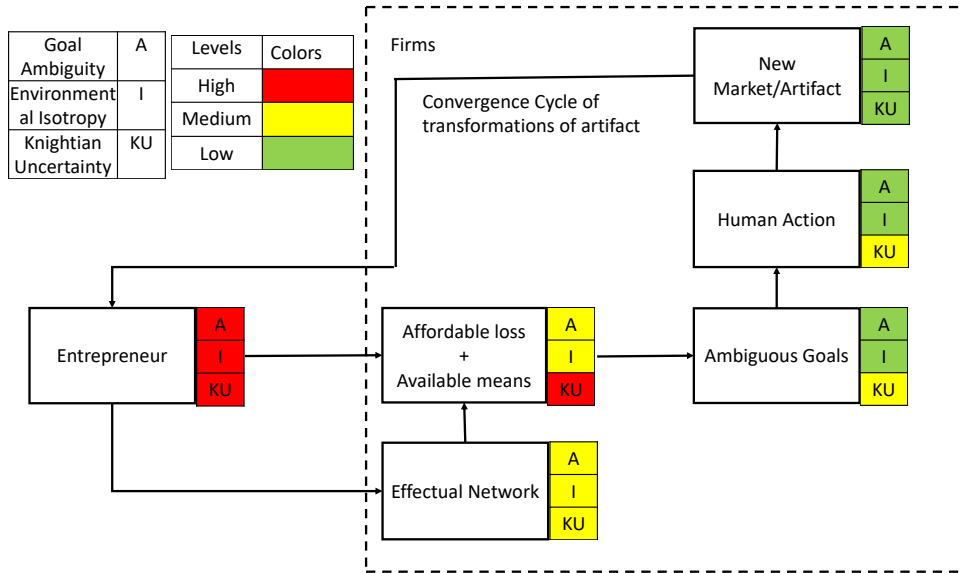 Goal
Ambiguity
A
Environment
al Isotropy
I
Knightian
Uncertainty
KU
Levels
Colors
High
Medium
Low
Firms
Convergence Cycle of
transformations of artifact
New
Market/Artifact
A
I
KU
Human Action
A
I
KU
Entrepreneur
A
I
KU
Affordable loss
+
Available means
A
I
KU
Ambiguous Goals
A
I
KU
Effectual Network
A
I
KU